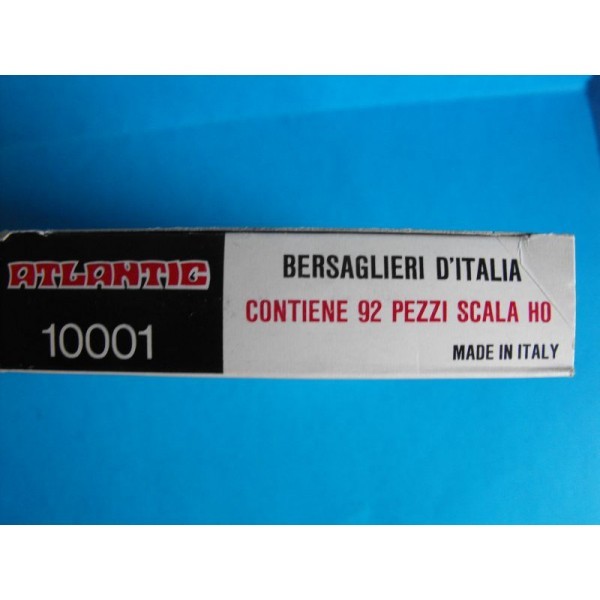 ATLANTIC
10001
BERSAGLIERI D'ITALIA
CONTIENE 92 PEZZI SCALA HO
MADE IN ITALY